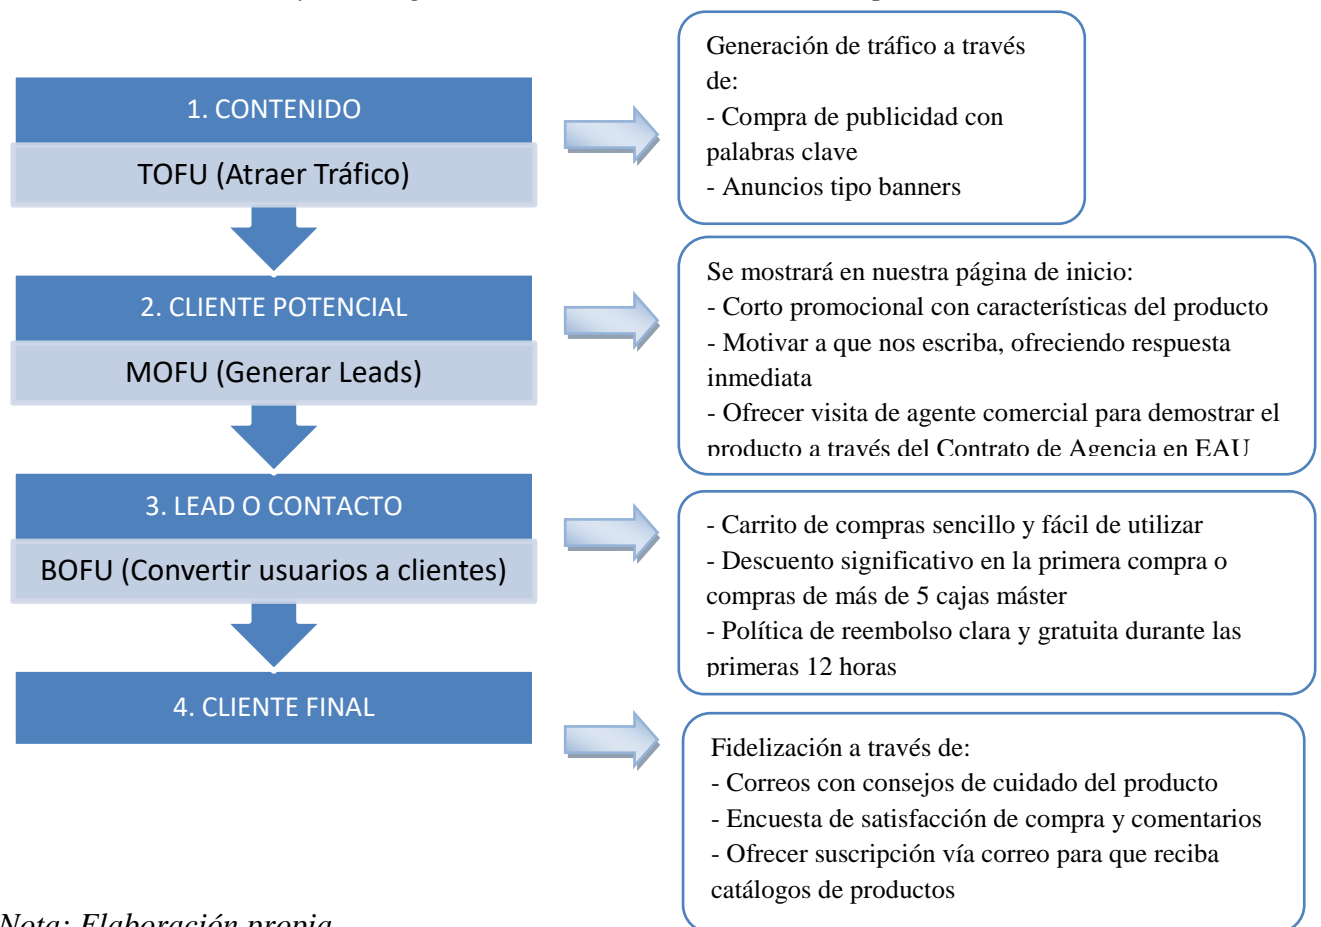 1. CONTENIDO
TOFU (Atraer Tráfico)
Generación de tráfico a través
de:
- Compra de publicidad con
palabras clave
- Anuncios tipo banners
2. CLIENTE POTENCIAL
MOFU (Generar Leads)
Se mostrará en nuestra página de inicio:
- Corto promocional con características del producto
- Motivar a que nos escriba, ofreciendo respuesta
inmediata
- Ofrecer visita de agente comercial para demostrar el
producto a través del Contrato de Agencia en EAU
3. LEAD O CONTACTO
BOFU (Convertir usuarios a clientes)
- Carrito de compras sencillo y fácil de utilizar
- Descuento significativo en la primera compra o
compras de más de 5 cajas máster
- Política de reembolso clara y gratuita durante las
primeras 12 horas
4. CLIENTE FINAL
Fidelización a través de:
- Correos con consejos de cuidado del producto
- Encuesta de satisfacción de compra y comentarios
- Ofrecer suscripción vía correo para que reciba
catálogos de productos
Nota: Elaboración propia